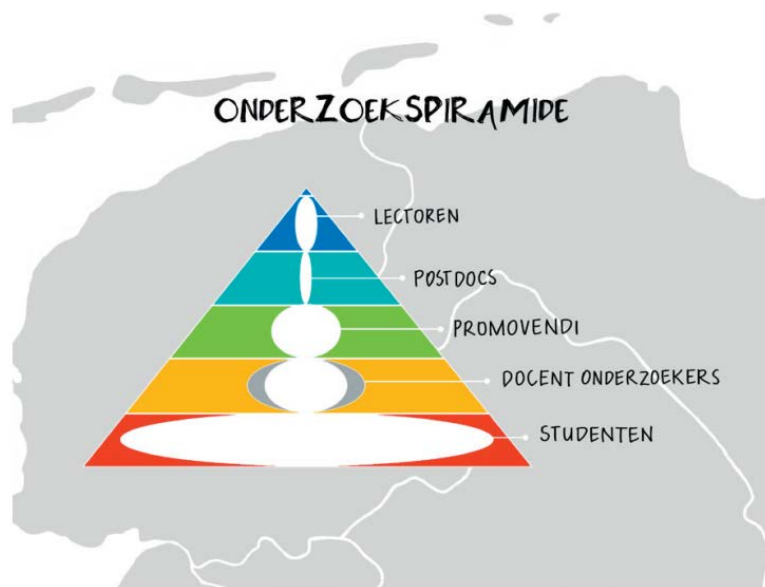 ONDERZOEKSPIRAMIDE
LECTOREN
POSTDOCS
PROMOVENDI
DOCENT ONDERZOEKERS
STUDENTEN